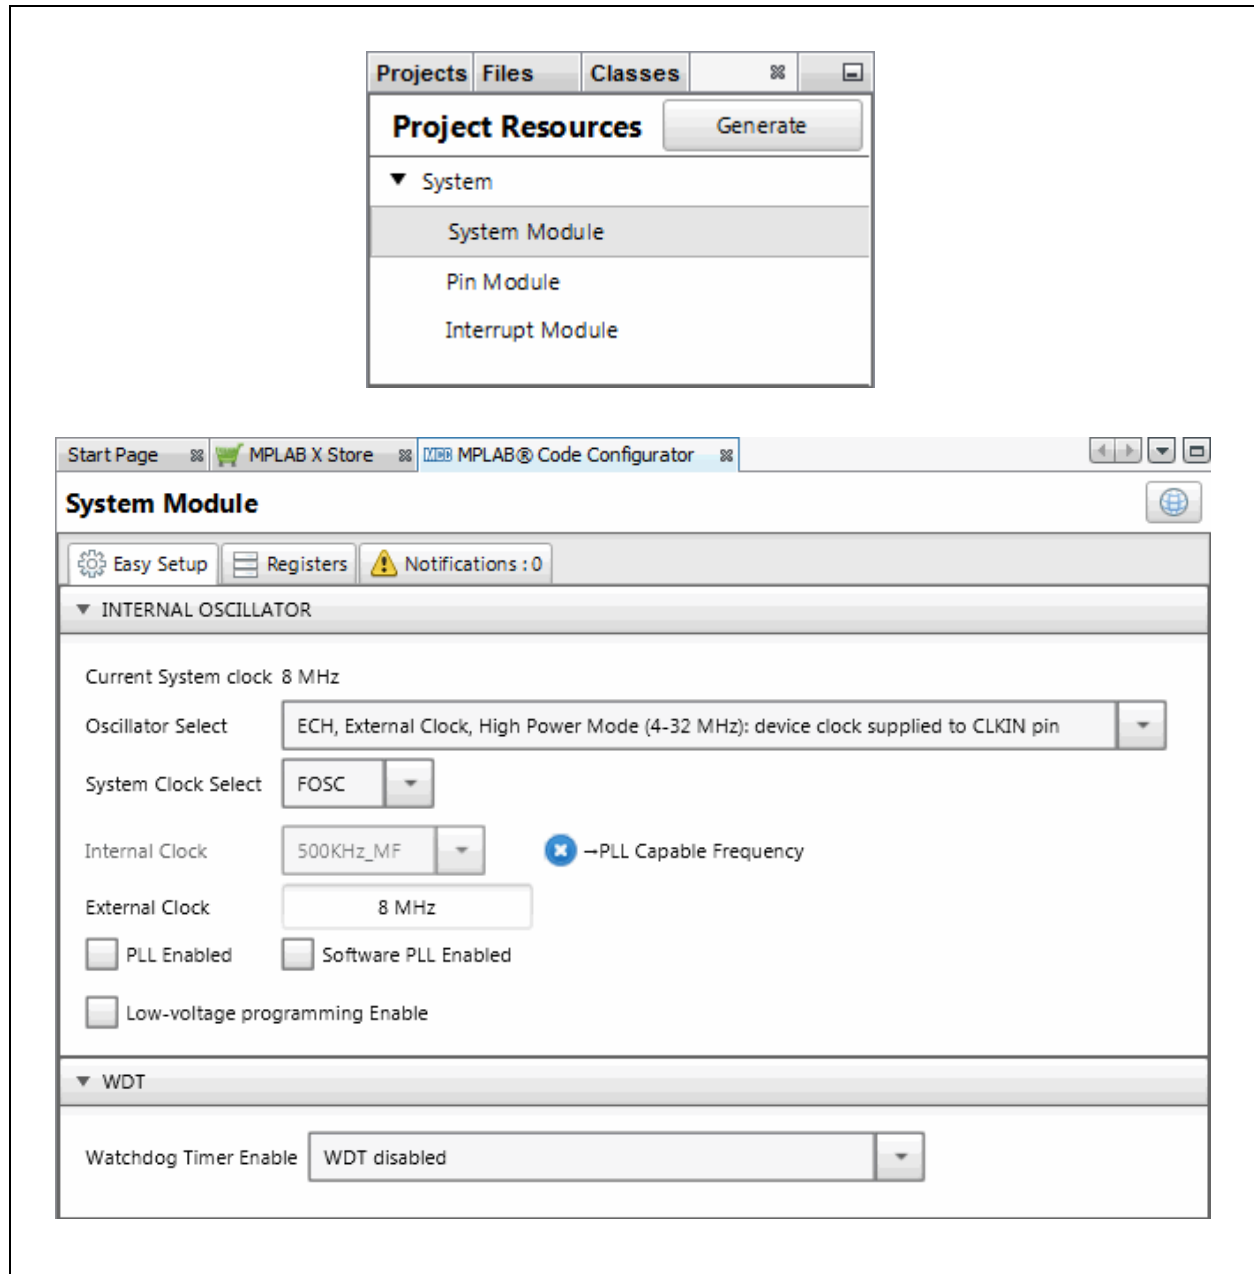 Projects Files Classes
Project Resources Generate
System
System Module
Pin Module
Interrupt Module
Start Page MPLAB X Store MPLAB® Code Configurator
System Module
Easy Setup Registers Notifications : 0
INTERNAL OSCILLATOR
Current System clock 8 MHz
Oscillator Select ECH, External Clock, High Power Mode (4-32 MHz): device clock supplied to CLKIN pin
System Clock Select FOSC
Internal Clock 500KHz_MF →PLL Capable Frequency
External Clock 8 MHz
PLL Enabled Software PLL Enabled
Low-voltage programming Enable
WDT
Watchdog Timer Enable WDT disabled